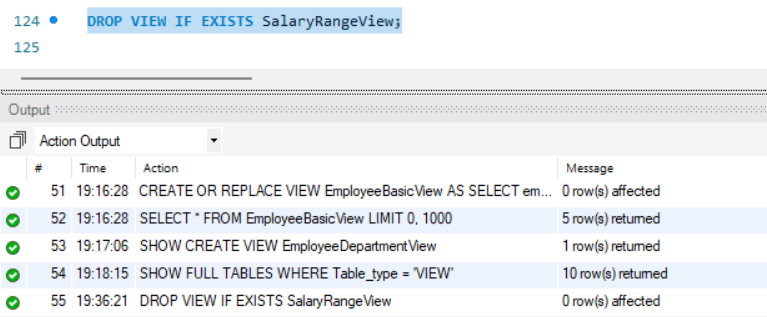 124 DROP VIEW IF EXISTS SalaryRangeView;
125
Output
Action Output
# Time Action Message
51 19:16:28 CREATE OR REPLACE VIEW EmployeeBasicView AS SELECT em... 0 row(s) affected
52 19:16:28 SELECT * FROM EmployeeBasicView LIMIT 0, 1000 5 row(s) returned
53 19:17:06 SHOW CREATE VIEW EmployeeDepartmentView 1 row(s) returned
54 19:18:15 SHOW FULL TABLES WHERE Table_type = 'VIEW' 10 row(s) returned
55 19:36:21 DROP VIEW IF EXISTS SalaryRangeView 0 row(s) affected